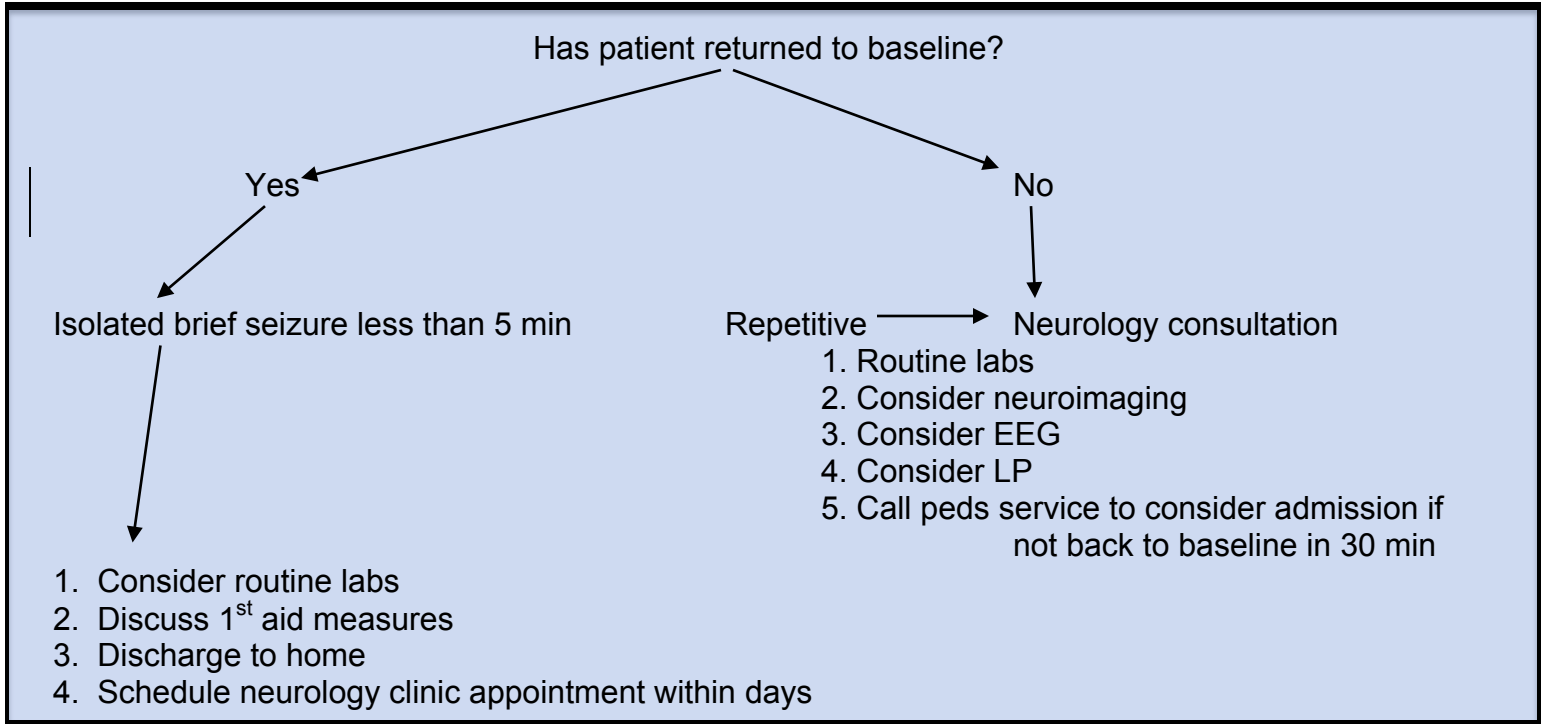 Has patient returned to baseline?
Yes
No
Isolated brief seizure less than 5 min
Repetitive
Neurology consultation
1. Routine labs
2. Consider neuroimaging
3. Consider EEG
4. Consider LP
5. Call peds service to consider admission if
not back to baseline in 30 min
1. Consider routine labs
2. Discuss 1st aid measures
3. Discharge to home
4. Schedule neurology clinic appointment within days